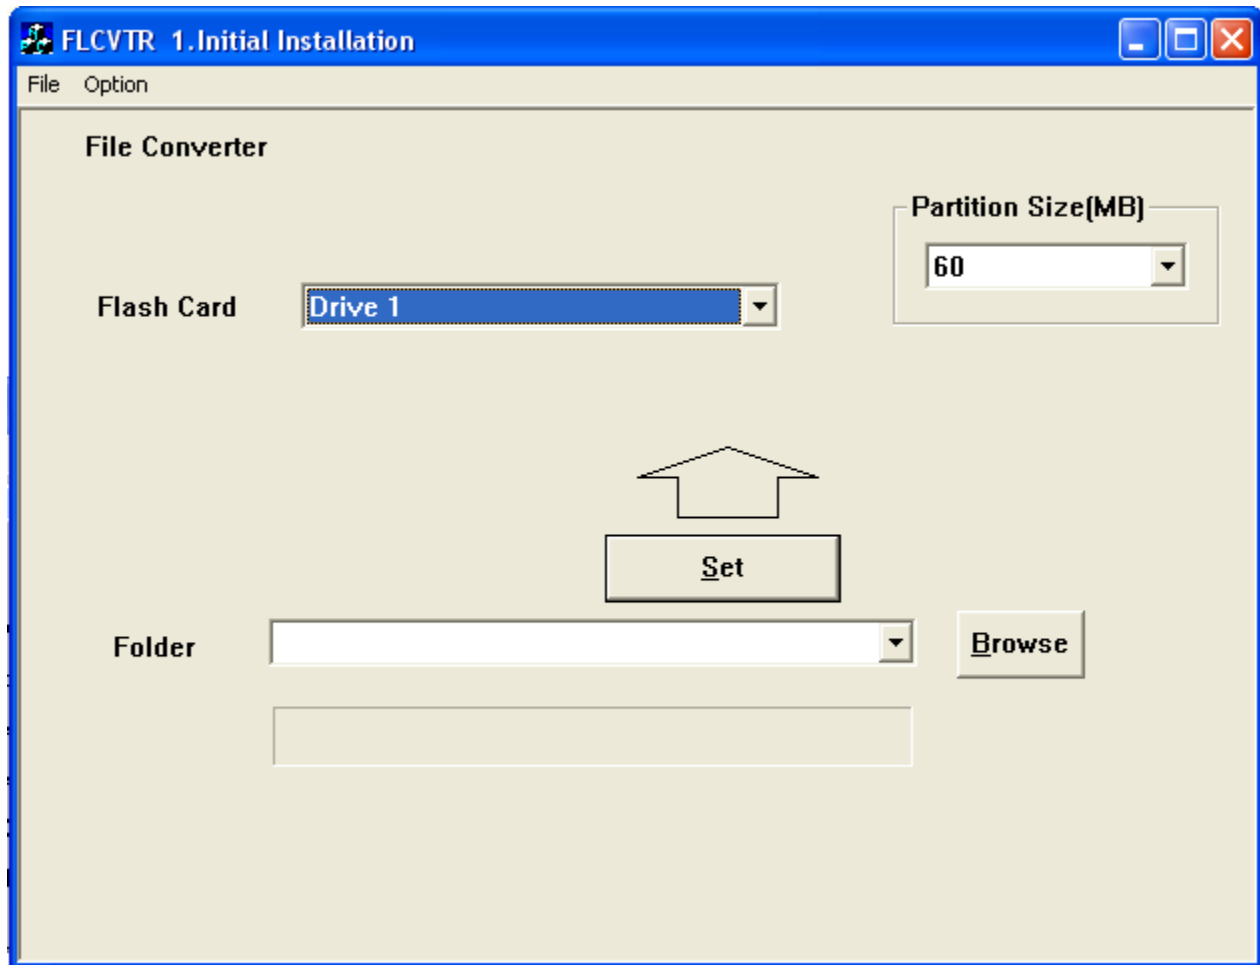 FLCVTR 1.Initial Installation
File Option
File Converter
Partition Size(MB)
60
Flash Card Drive 1
Set
Folder Browse